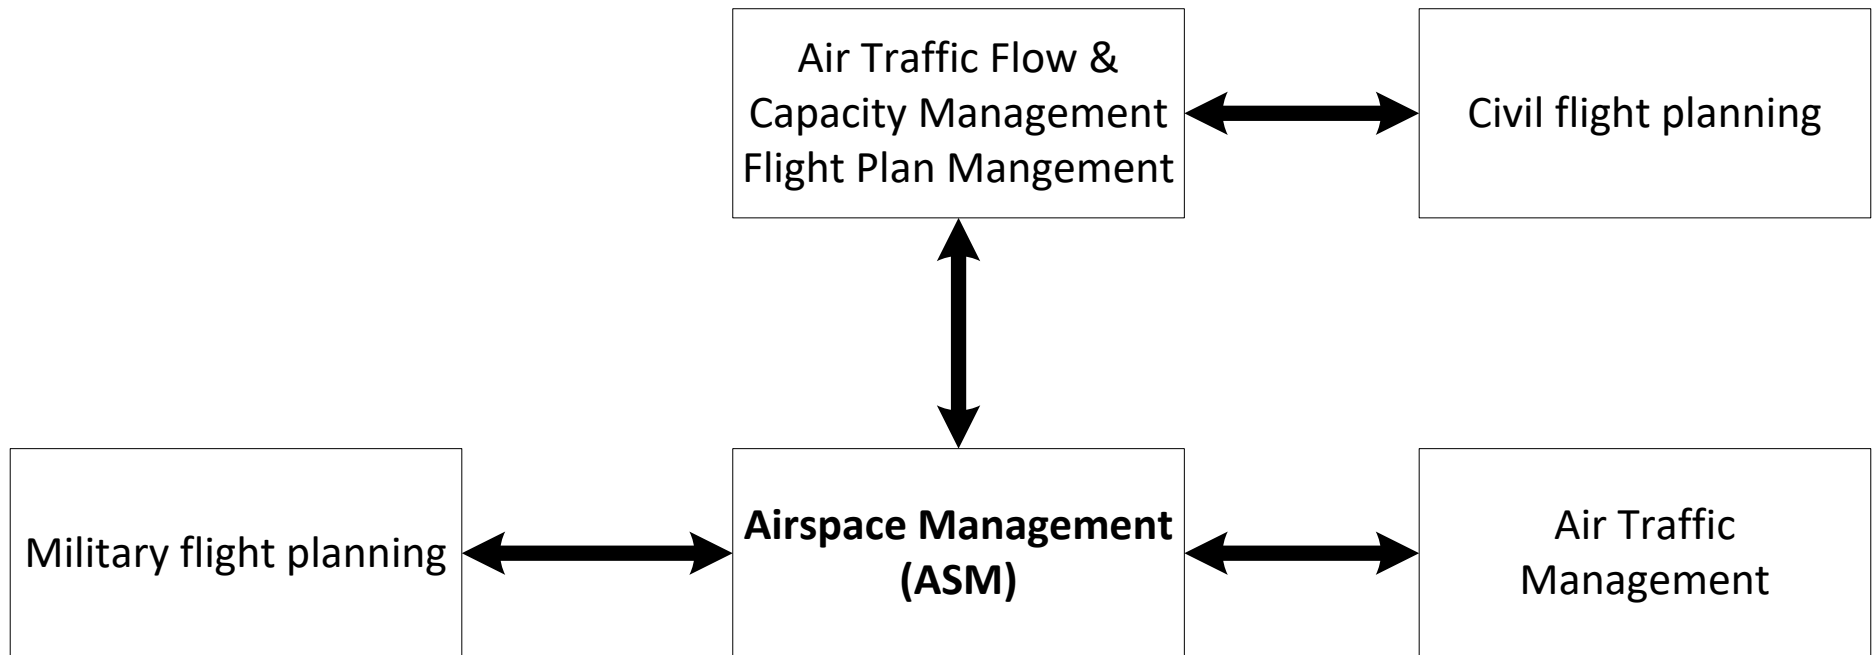 Air Traffic Flow &
Capacity Management
Flight Plan Mangement
Civil flight planning
Military flight planning
Airspace Management
(ASM)
Air Traffic
Management